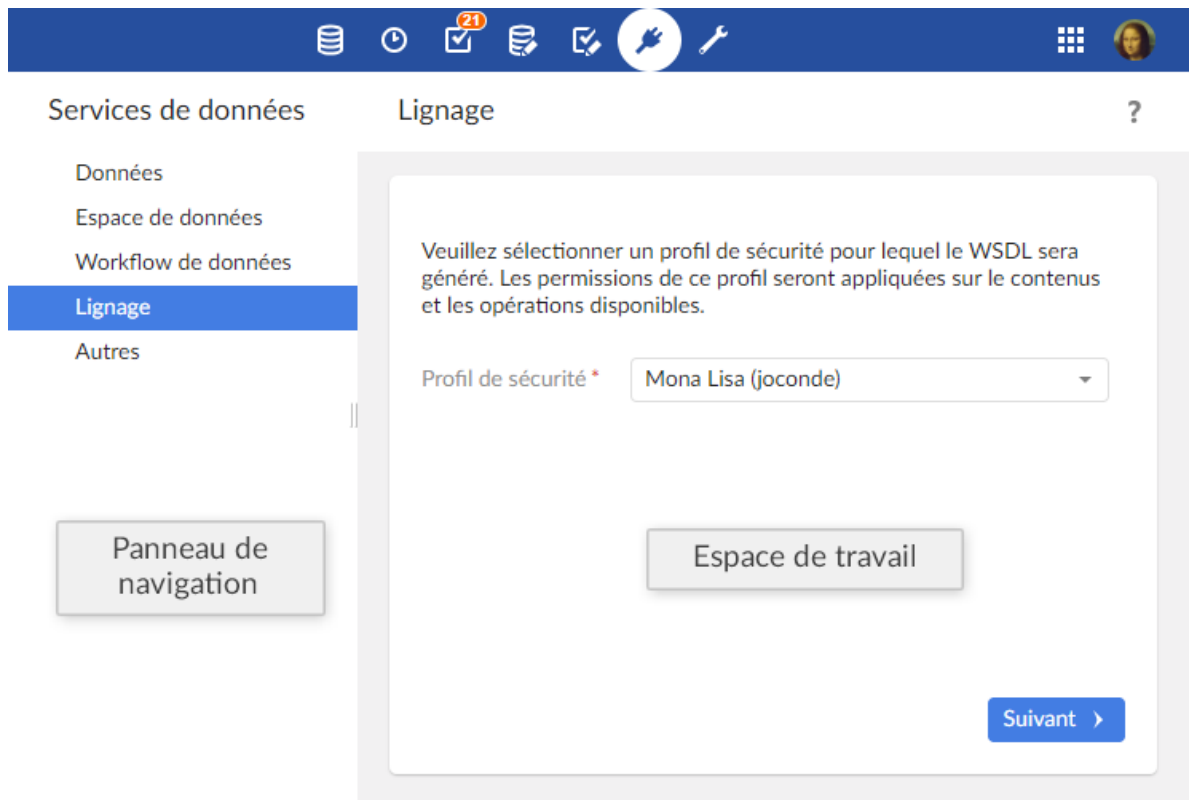 21
Services de données
Lignage
?
Données
Espace de données
Workflow de données
Lignage
Autres
Veuillez sélectionner un profil de sécurité pour lequel le WSDL sera
généré. Les permissions de ce profil seront appliquées sur le contenus
et les opérations disponibles.
Profil de sécurité *
Mona Lisa (joconde)
Panneau de
navigation
Espace de travail
Suivant